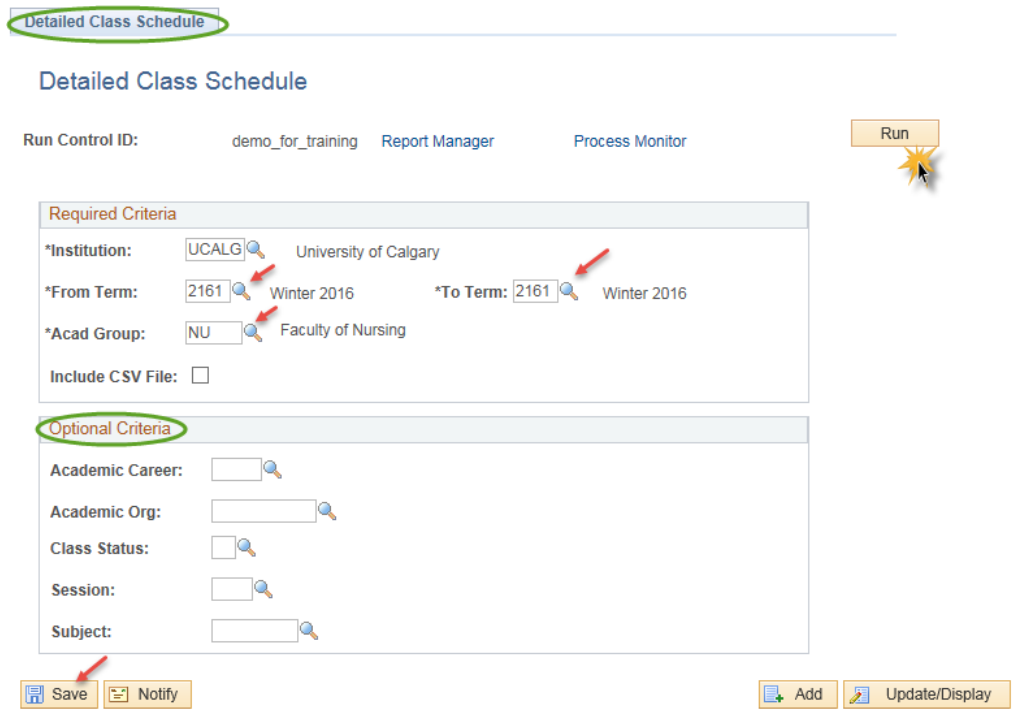 Detailed Class Schedule
Detailed Class Schedule
Run Control ID: demo_for_training Report Manager Process Monitor Run
Required Criteria
*Institution: UCALG University of Calgary
*From Term: 2161 Winter 2016 *To Term: 2161 Winter 2016
*Acad Group: NU Faculty of Nursing
Include CSV File:
Optional Criteria
Academic Career:
Academic Org:
Class Status:
Session:
Subject:
Save Notify Add Update/Display